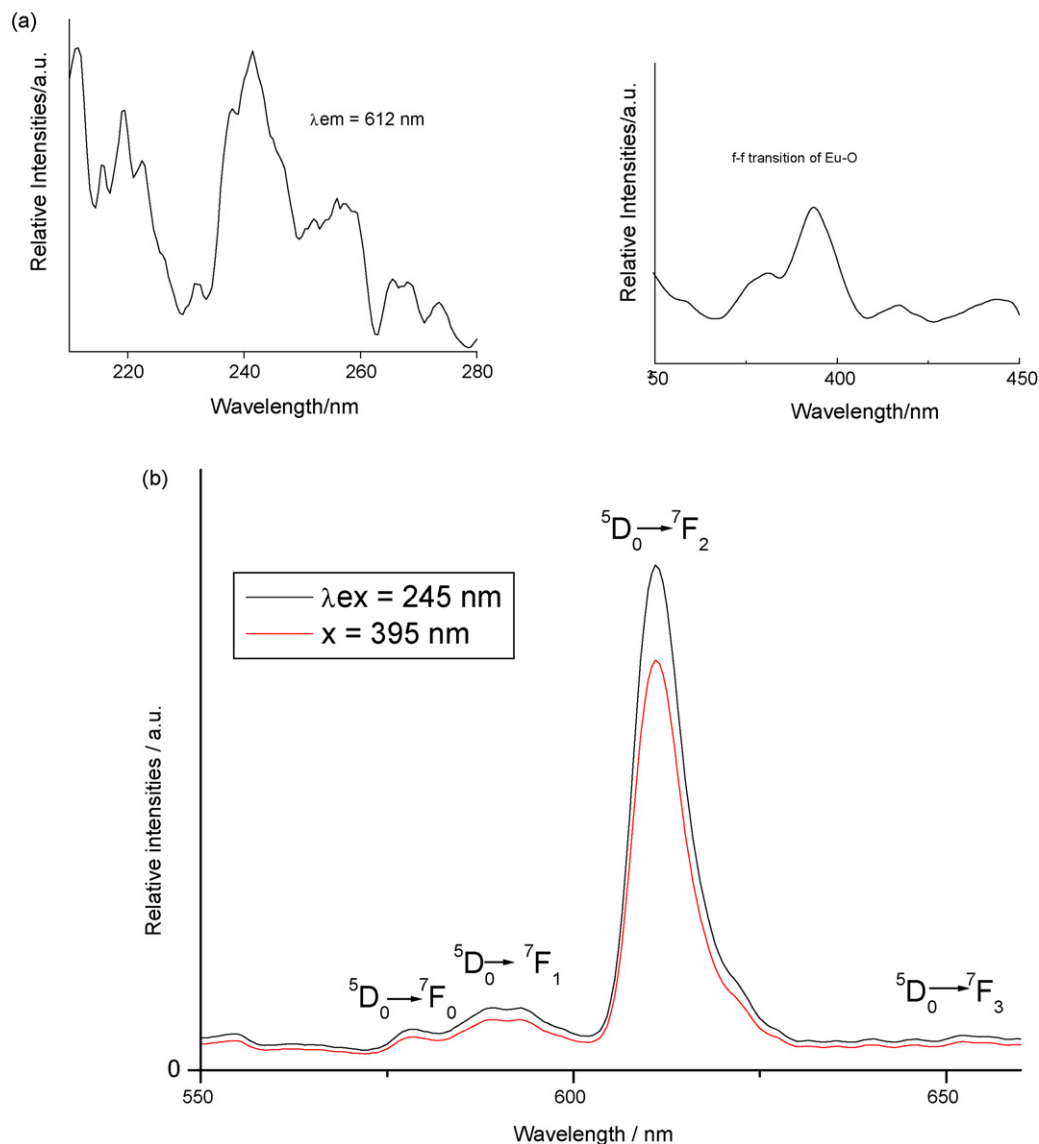 (a)
Relative Intensities/a.u.
λem = 612 nm
220
240
260
280
Wavelength/nm
Relative Intensities/a.u.
f-f transition of Eu-O
350
400
450
Wavelength/nm
(b)
Relative intensities / a.u.
⁵D₀→⁷F₂
λex = 245 nm
x = 395 nm
⁵D₀→⁷F₁
⁵D₀→⁷F₀
⁵D₀→⁷F₃
0
550
600
650
Wavelength / nm